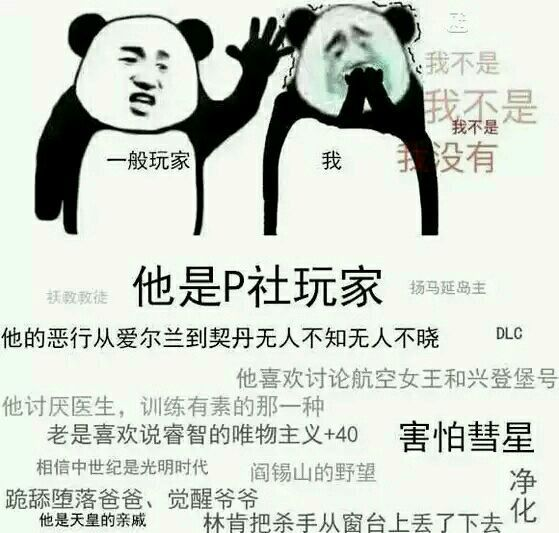 我不是
我不是
我不是
我没有
一般玩家
我
他是P社玩家
祆教教徒
扬马延岛主
他的恶行从爱尔兰到契丹无人不知无人不晓
DLC
他喜欢讨论航空女王和兴登堡号
他讨厌医生，训练有素的那一种
老是喜欢说睿智的唯物主义+40
害怕彗星
相信中世纪是光明时代
阎锡山的野望
净化
跪舔堕落爸爸、觉醒爷爷
他是天皇的亲戚
林肯把杀手从窗台上丢了下去